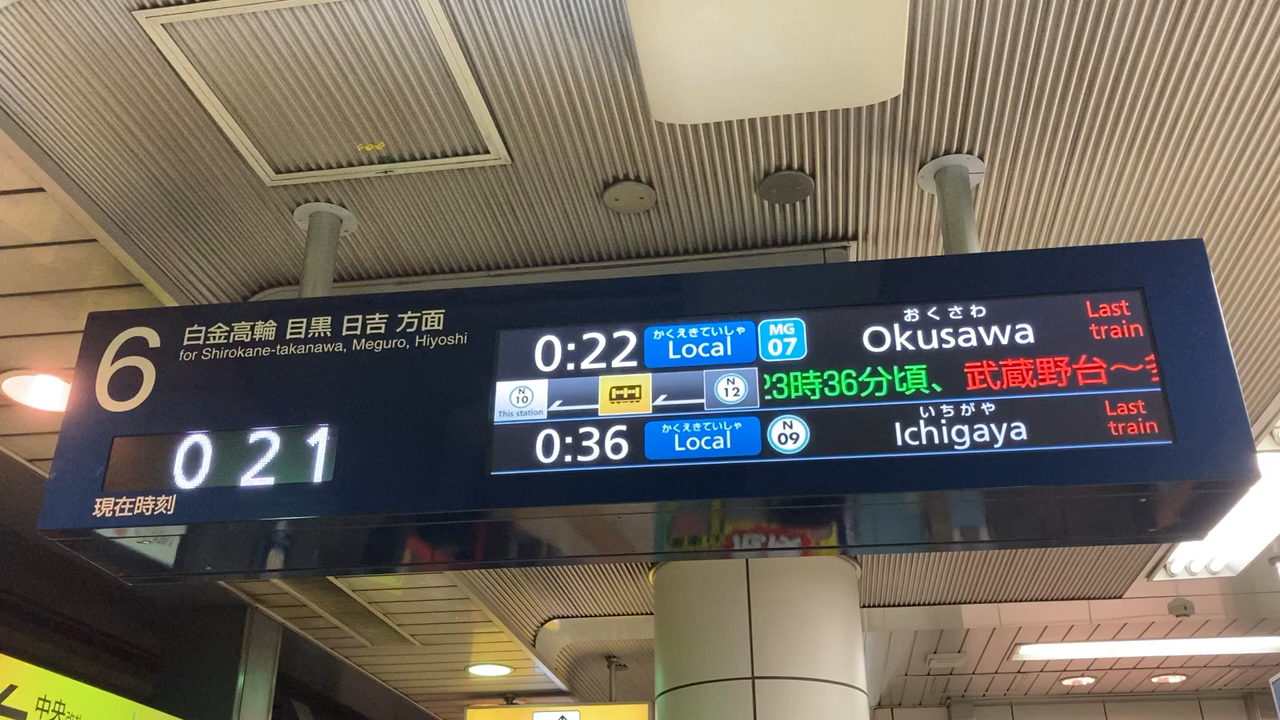 6
白金高輪 目黒 日吉 方面
for Shirokane-takanawa, Meguro, Hiyoshi
0 21
現在時刻
かくえきていしゃ
おくさわ
0:22 Local MG 07 Okusawa Last train
N 10 This station
N 12
23時36分頃、武蔵野台～
かくえきていしゃ
いちがや
0:36 Local N 09 Ichigaya Last train
中央